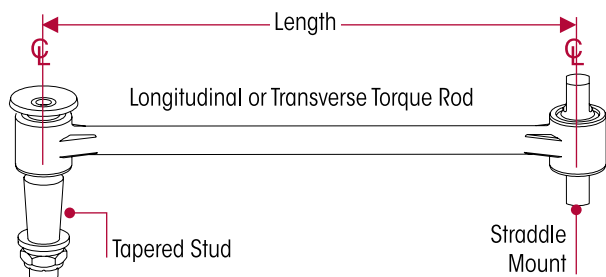 Length
℄
℄
Longitudinal or Transverse Torque Rod
Tapered Stud
Straddle
Mount